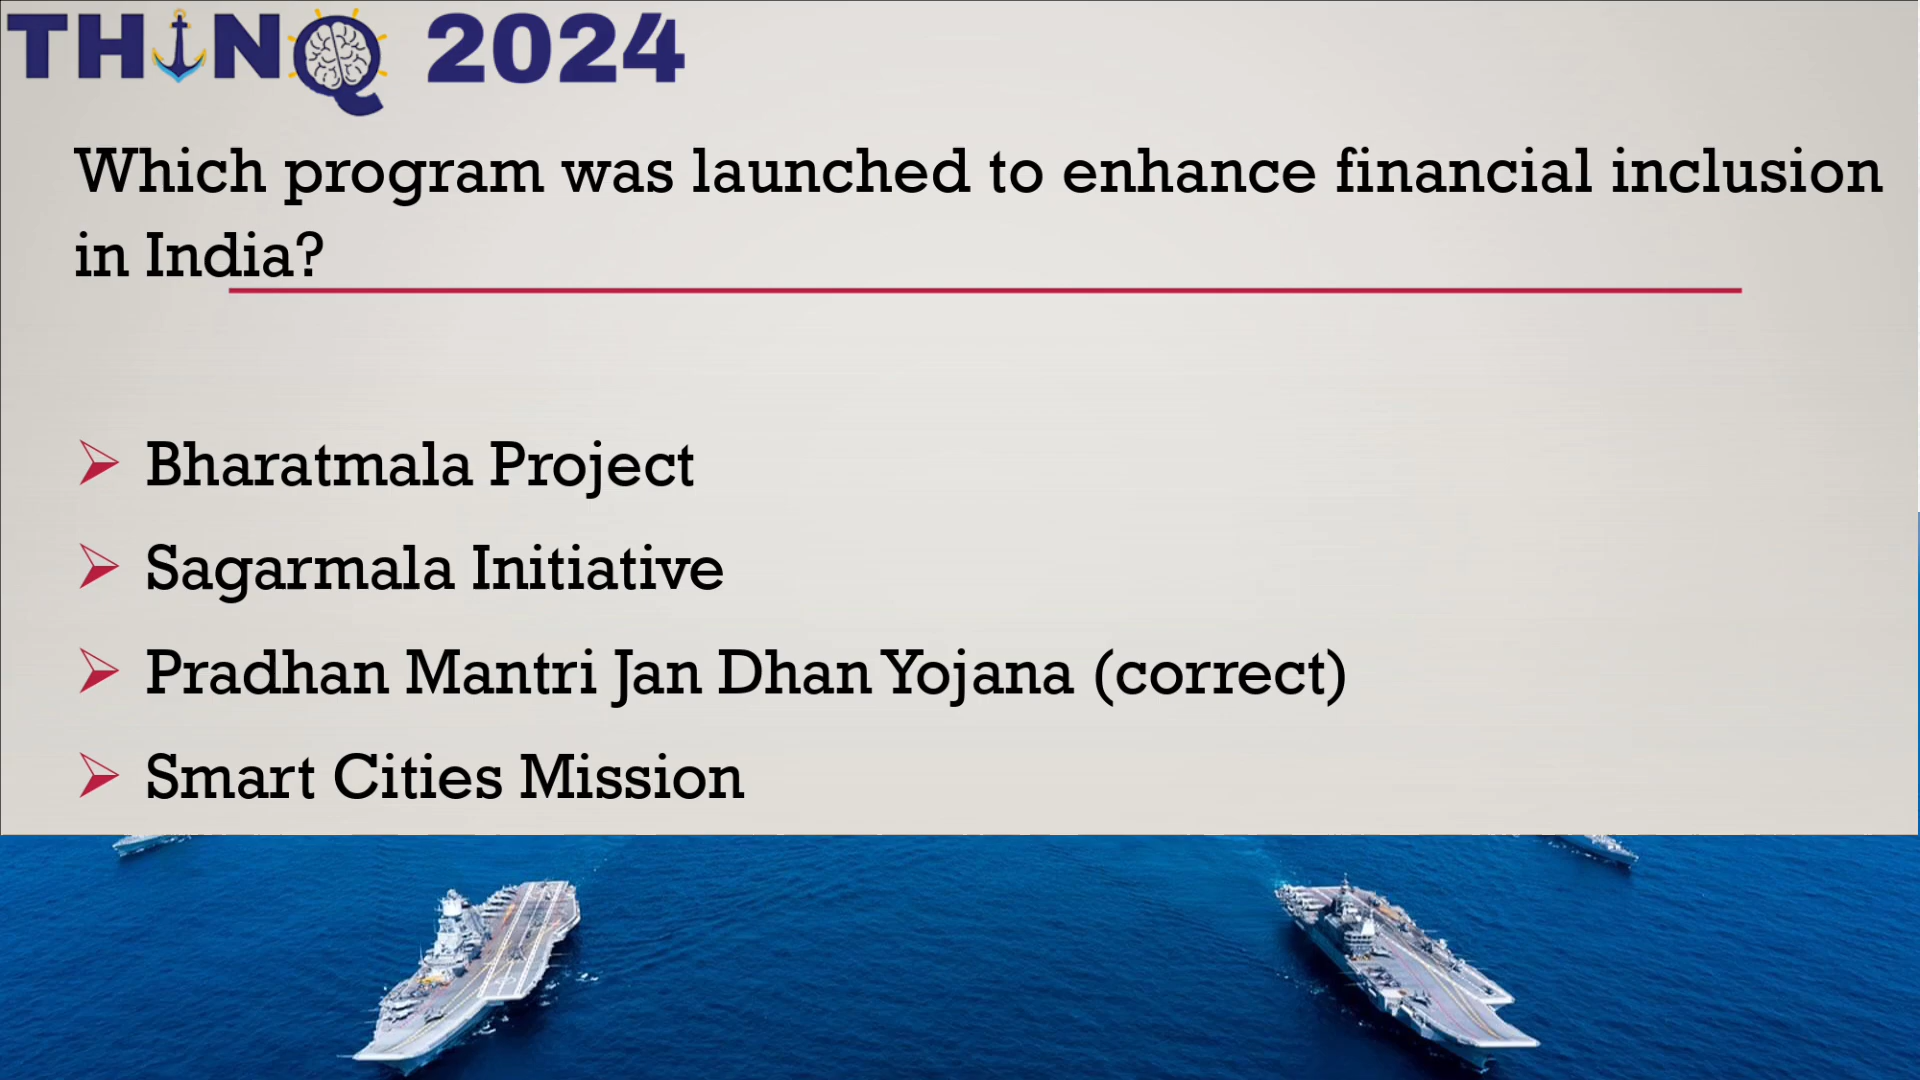 THINQ 2024
Which program was launched to enhance financial inclusion
in India?
Bharatmala Project
Sagarmala Initiative
Pradhan Mantri Jan Dhan Yojana (correct)
Smart Cities Mission